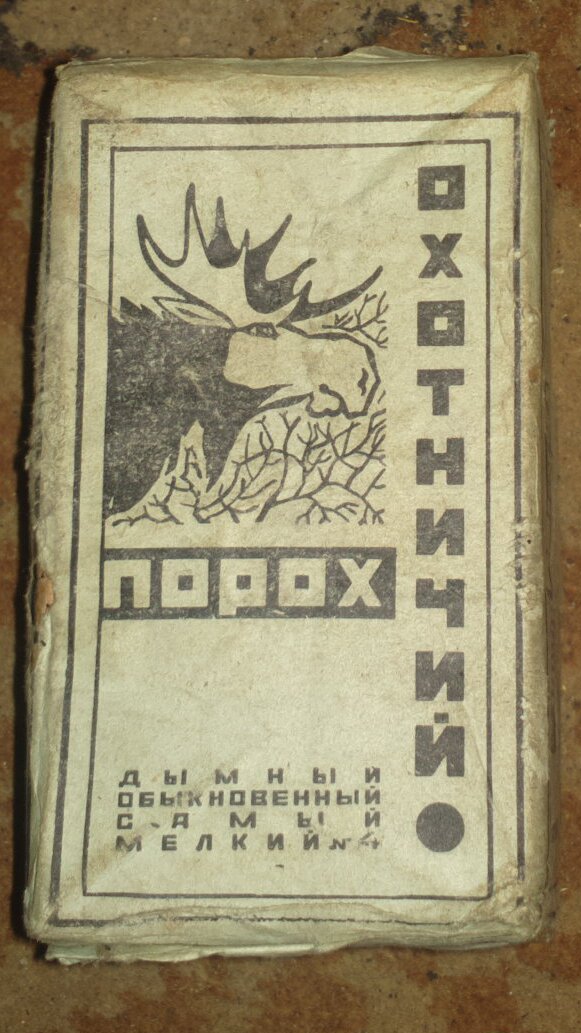 ОХОТНИЧИЙ
ПОРОХ
ДЫМНЫЙ
ОБЫКНОВЕННЫЙ
САМЫЙ
МЕЛКИЙ №4